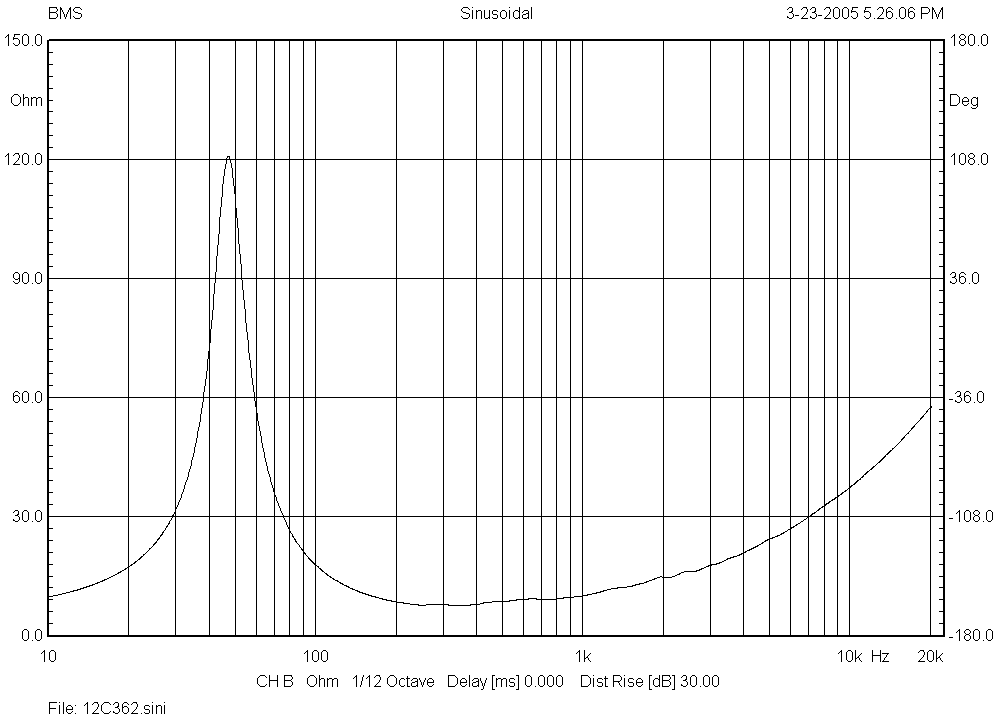 BMS Sinusoidal 3-23-2005 5.26.06 PM
150.0 180.0
Ohm Deg
120.0 108.0
90.0 36.0
60.0 -36.0
30.0 -108.0
0.0 -180.0
10 100 1k 10k Hz 20k
CH B Ohm 1/12 Octave Delay [ms] 0.000 Dist Rise [dB] 30.00
File: 12C362.sini